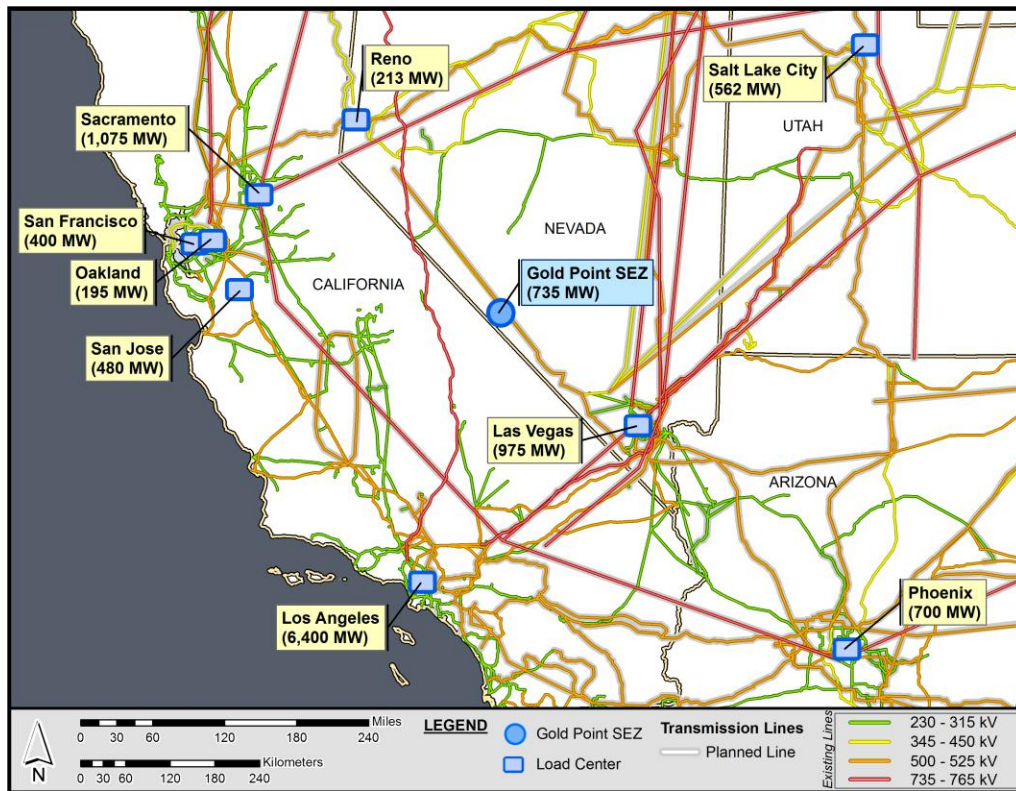 Reno
(213 MW)
Salt Lake City
(562 MW)
UTAH
Sacramento
(1,075 MW)
San Francisco
(400 MW)
NEVADA
Oakland
(195 MW)
CALIFORNIA
Gold Point SEZ
(735 MW)
San Jose
(480 MW)
Las Vegas
(975 MW)
ARIZONA
Los Angeles
(6,400 MW)
Phoenix
(700 MW)
N
Miles
0 30 60 120 180 240
Kilometers
0 30 60 120 180 240
LEGEND
Gold Point SEZ
Load Center
Transmission Lines
Planned Line
Existing Lines
230 - 315 kV
345 - 450 kV
500 - 525 kV
735 - 765 kV